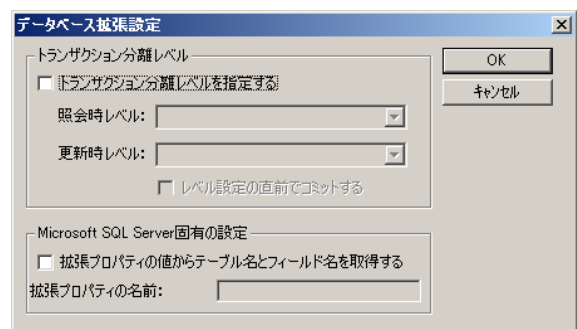 データベース拡張設定
トランザクション分離レベル
OK
トランザクション分離レベルを指定する
キャンセル
照会時レベル:
更新時レベル:
レベル設定の直前でコミットする
Microsoft SQL Server固有の設定
拡張プロパティの値からテーブル名とフィールド名を取得する
拡張プロパティの名前: